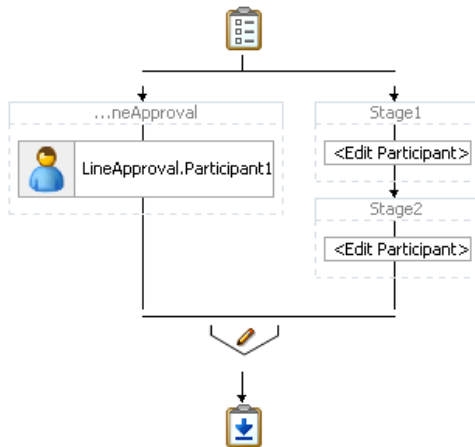 ...neApproval
LineApproval.Participant1
Stage1
<Edit Participant>
Stage2
<Edit Participant>